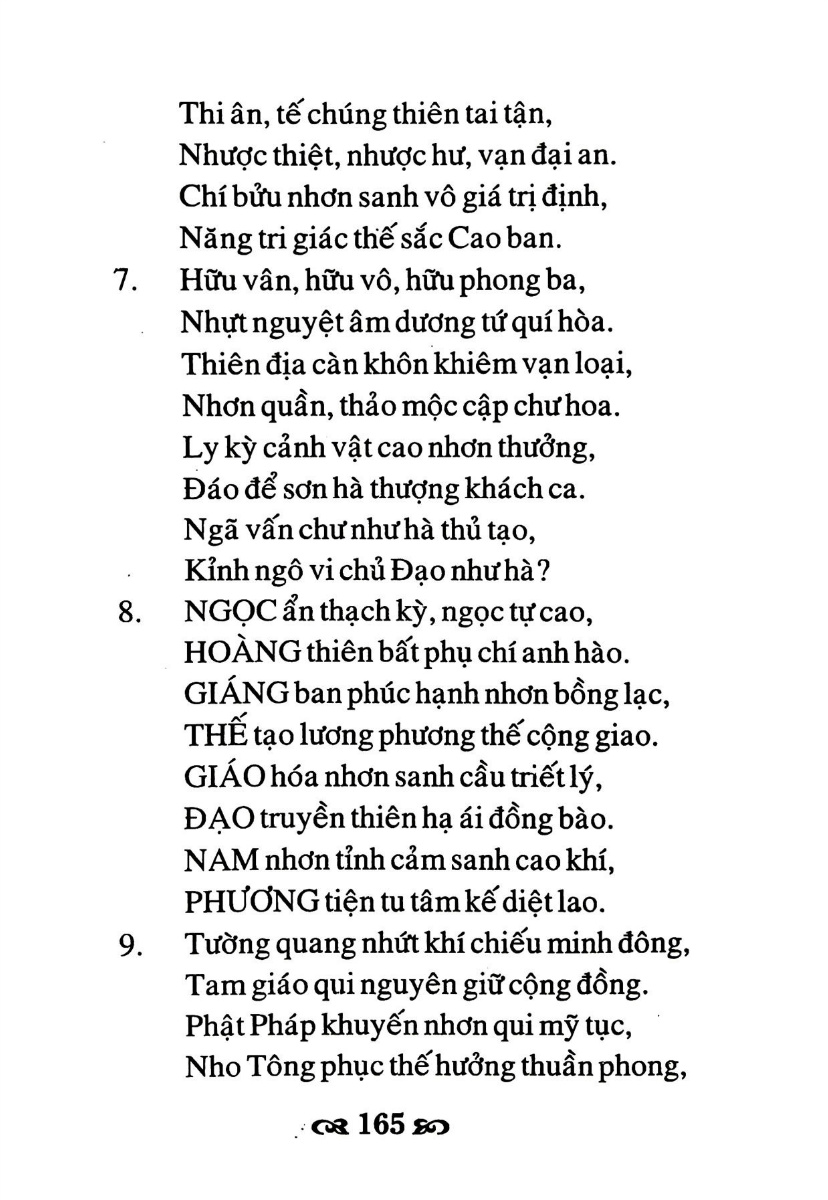 Thi ân, tế chúng thiên tai tận,
Nhược thiệt, nhược hư, vạn đại an.
Chí bửu nhơn sanh vô giá trị định,
Năng tri giác thế sắc Cao ban.
7. Hữu vân, hữu vô, hữu phong ba,
Nhựt nguyệt âm dương tứ quí hòa.
Thiên địa càn khôn khiêm vạn loại,
Nhơn quần, thảo mộc cập chư hoa.
Ly kỳ cảnh vật cao nhơn thưởng,
Đáo để sơn hà thượng khách ca.
Ngã vấn chư như hà thủ tạo,
Kỉnh ngô vi chủ Đạo như hà?
8. NGỌC ẩn thạch kỳ, ngọc tự cao,
HOÀNG thiên bất phụ chí anh hào.
GIÁNG ban phúc hạnh nhơn bồng lạc,
THẾ tạo lương phương thế cộng giao.
GIÁO hóa nhơn sanh cầu triết lý,
ĐẠO truyền thiên hạ ái đồng bào.
NAM nhơn tỉnh cảm sanh cao khí,
PHƯƠNG tiện tu tâm kế diệt lao.
9. Tường quang nhứt khí chiếu minh đông,
Tam giáo qui nguyên giữ cộng đồng.
Phật Pháp khuyến nhơn qui mỹ tục,
Nho Tông phục thế hưởng thuần phong,
165